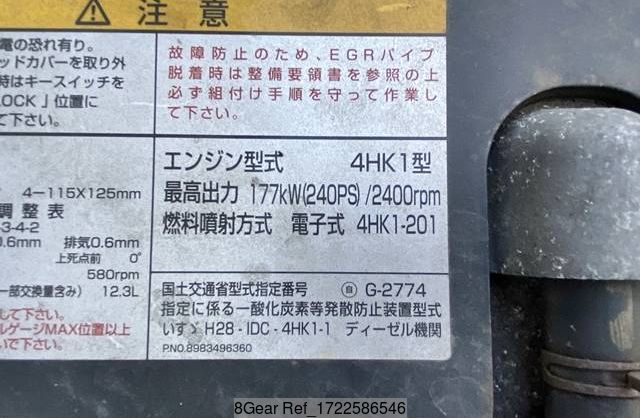 ⚠ 注意
電の恐れ有り。
ッドカバーを取り外
時はキースイッチを
LOCK」位置に
て下さい。
故障防止のため、EGRパイプ
脱着時は整備要領書を参照の上
必ず組付け手順を守って作業し
て下さい。
4-115X125mm
調整表
-3-4-2
0.6mm 排気0.6mm
上死点前 0°
580rpm
一部交換量含み) 12.3L
して下さい。
ルゲージMAX位置以上
いで下さい。
エンジン型式 4HK1型
最高出力 177kW(240PS)/2400rpm
燃料噴射方式 電子式 4HK1-201
国土交通省型式指定番号 自 G-2774
指定に係る一酸化炭素等発散防止装置型式
いすゞ H28-IDC-4HK1-1 ディーゼル機関
P.NO.8983496360
8Gear Ref_1722586546